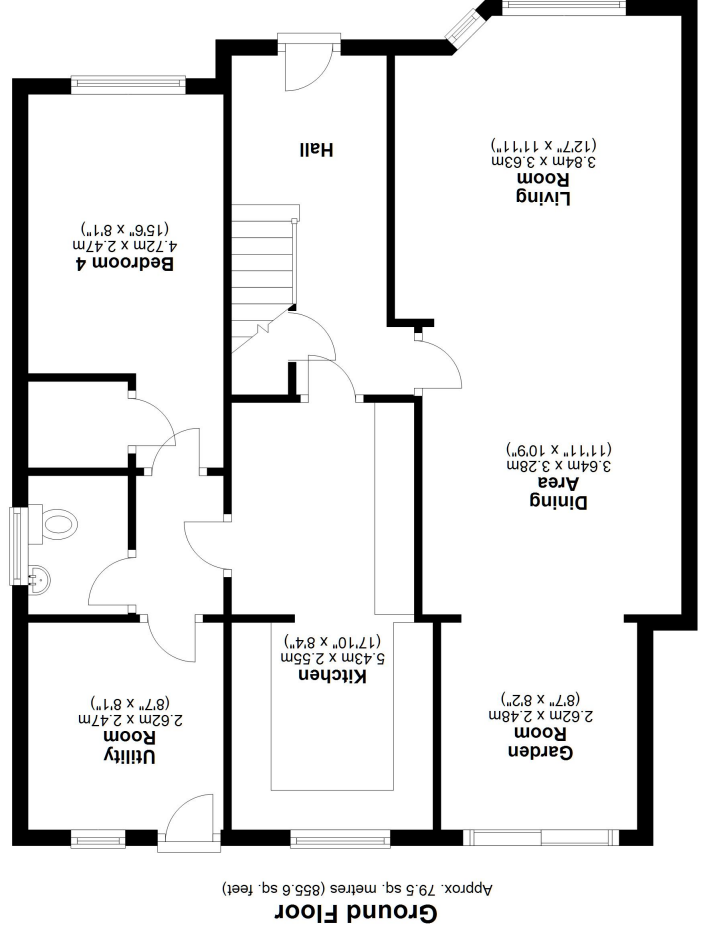 Ground Floor
Approx. 79.5 sq. metres (855.6 sq. feet)
Garden
Room
2.62m x 2.48m
(8'7" x 8'2")
Kitchen
5.43m x 2.55m
(17'10" x 8'4")
Utility
Room
2.62m x 2.47m
(8'7" x 8'1")
Dining
Area
3.64m x 3.28m
(11'11" x 10'9")
Bedroom 4
4.72m x 2.47m
(15'6" x 8'1")
Living
Room
3.84m x 3.63m
(12'7" x 11'11")
Hall